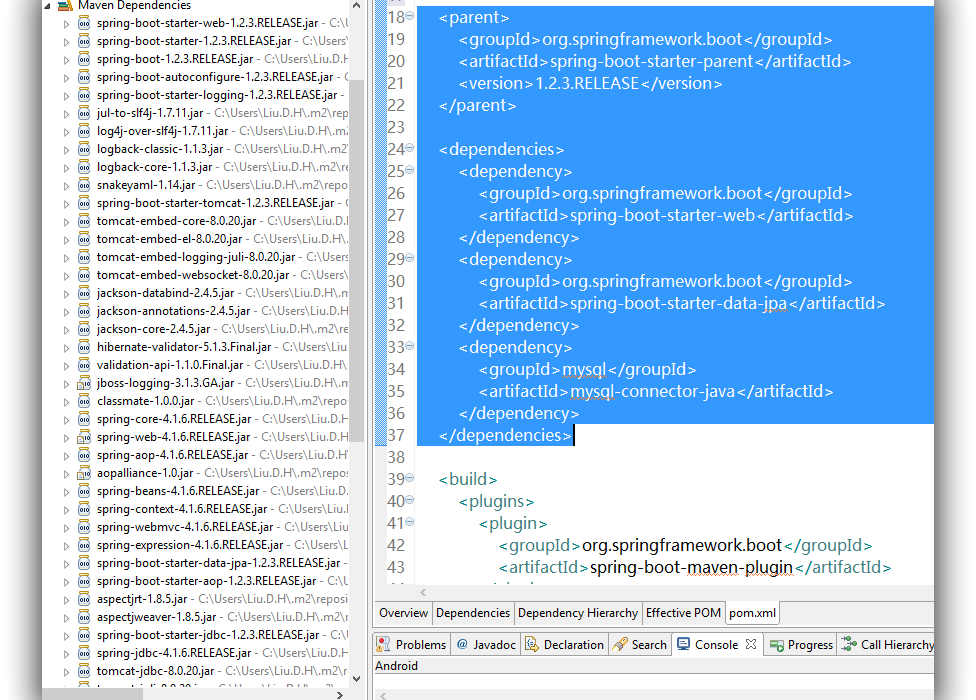 Maven Dependencies
spring-boot-starter-web-1.2.3.RELEASE.jar - C:\U
spring-boot-starter-1.2.3.RELEASE.jar - C:\Users
spring-boot-1.2.3.RELEASE.jar - C:\Users\Liu.D.H
spring-boot-autoconfigure-1.2.3.RELEASE.jar - C
spring-boot-starter-logging-1.2.3.RELEASE.jar -
jul-to-slf4j-1.7.11.jar - C:\Users\Liu.D.H\.m2\rep
log4j-over-slf4j-1.7.11.jar - C:\Users\Liu.D.H\.m
logback-classic-1.1.3.jar - C:\Users\Liu.D.H\.m2\
logback-core-1.1.3.jar - C:\Users\Liu.D.H\.m2\re
snakeyaml-1.14.jar - C:\Users\Liu.D.H\.m2\repo
spring-boot-starter-tomcat-1.2.3.RELEASE.jar - C
tomcat-embed-core-8.0.20.jar - C:\Users\Liu.D.
tomcat-embed-el-8.0.20.jar - C:\Users\Liu.D.H\.
tomcat-embed-logging-juli-8.0.20.jar - C:\Users\
tomcat-embed-websocket-8.0.20.jar - C:\Users\
jackson-databind-2.4.5.jar - C:\Users\Liu.D.H\.m
jackson-annotations-2.4.5.jar - C:\Users\Liu.D.H
jackson-core-2.4.5.jar - C:\Users\Liu.D.H\.m2\re
hibernate-validator-5.1.3.Final.jar - C:\Users\Liu
validation-api-1.1.0.Final.jar - C:\Users\Liu.D.H\
jboss-logging-3.1.3.GA.jar - C:\Users\Liu.D.H\.m
classmate-1.0.0.jar - C:\Users\Liu.D.H\.m2\repo
spring-core-4.1.6.RELEASE.jar - C:\Users\Liu.D.H
spring-web-4.1.6.RELEASE.jar - C:\Users\Liu.D.H
spring-aop-4.1.6.RELEASE.jar - C:\Users\Liu.D.H\
aopalliance-1.0.jar - C:\Users\Liu.D.H\.m2\repos
spring-beans-4.1.6.RELEASE.jar - C:\Users\Liu.D.
spring-context-4.1.6.RELEASE.jar - C:\Users\Liu.D
spring-webmvc-4.1.6.RELEASE.jar - C:\Users\Liu
spring-expression-4.1.6.RELEASE.jar - C:\Users\L
spring-boot-starter-data-jpa-1.2.3.RELEASE.jar -
spring-boot-starter-aop-1.2.3.RELEASE.jar - C:\U
aspectjrt-1.8.5.jar - C:\Users\Liu.D.H\.m2\reposi
aspectjweaver-1.8.5.jar - C:\Users\Liu.D.H\.m2\
spring-boot-starter-jdbc-1.2.3.RELEASE.jar - C:\U
spring-jdbc-4.1.6.RELEASE.jar - C:\Users\Liu.D.H
tomcat-jdbc-8.0.20.jar - C:\Users\Liu.D.H\.m2\r
18 <parent>
19 <groupId>org.springframework.boot</groupId>
20 <artifactId>spring-boot-starter-parent</artifactId>
21 <version>1.2.3.RELEASE</version>
22 </parent>
23
24 <dependencies>
25 <dependency>
26 <groupId>org.springframework.boot</groupId>
27 <artifactId>spring-boot-starter-web</artifactId>
28 </dependency>
29 <dependency>
30 <groupId>org.springframework.boot</groupId>
31 <artifactId>spring-boot-starter-data-jpa</artifactId>
32 </dependency>
33 <dependency>
34 <groupId>mysql</groupId>
35 <artifactId>mysql-connector-java</artifactId>
36 </dependency>
37 </dependencies>
38
39 <build>
40 <plugins>
41 <plugin>
42 <groupId>org.springframework.boot</groupId>
43 <artifactId>spring-boot-maven-plugin</artifactId>
Overview Dependencies Dependency Hierarchy Effective POM pom.xml
Problems @ Javadoc Declaration Search Console Progress Call Hierarchy
Android